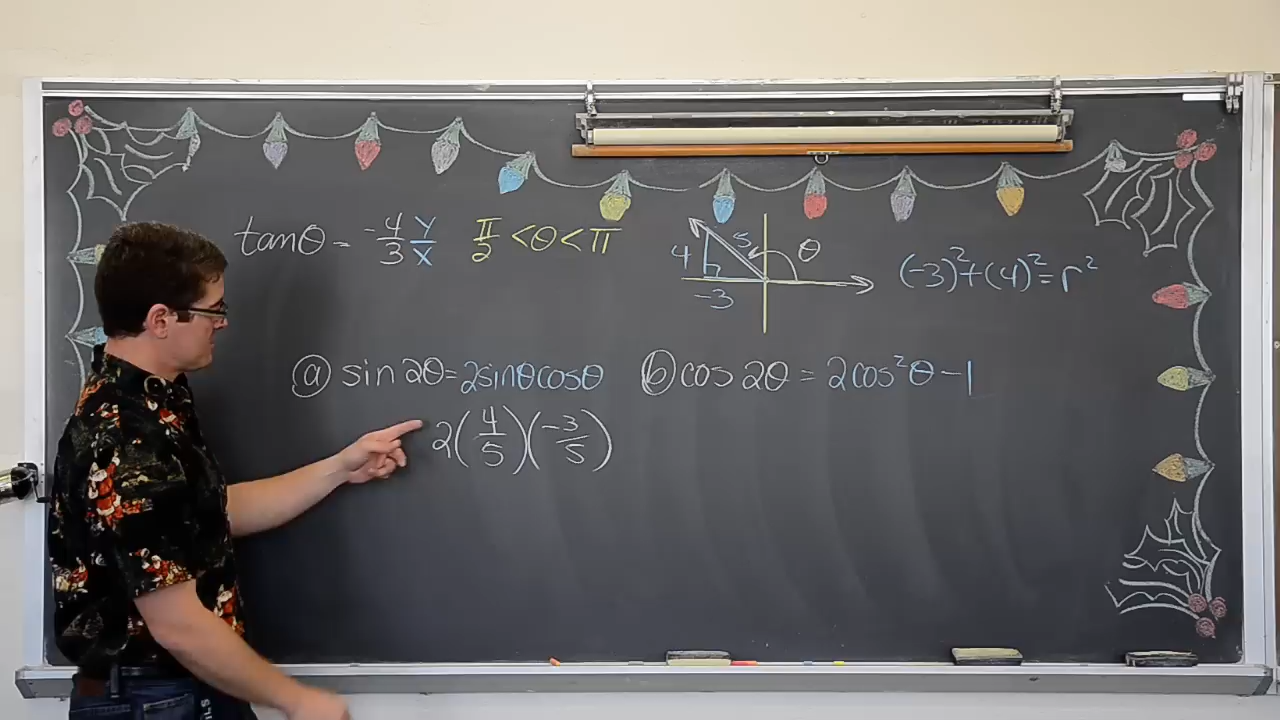 tanθ = -4/3 Y/X π/2 < θ < π
4 5 θ -3
(-3)²+(4)²=r²
ⓐ sin 2θ = 2sinθcosθ
2(4/5)(-3/5)
ⓑ cos 2θ = 2cos²θ - 1